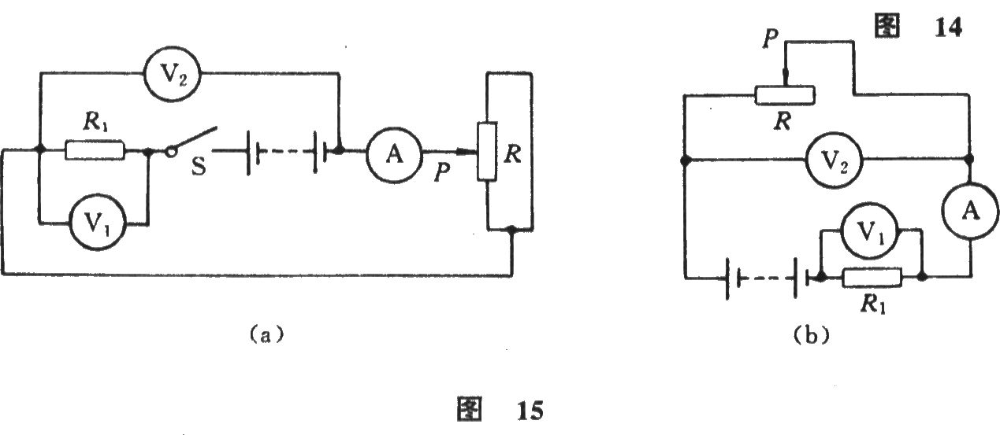 图 14
P
V₂
R
R₁
S
A
P
R
V₁
V₂
A
V₁
R₁
(a)
(b)
图 15